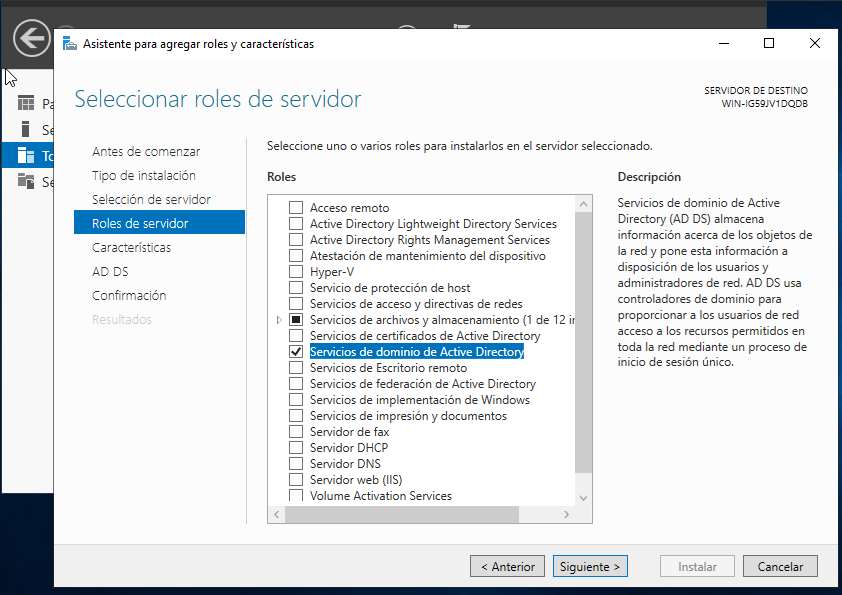 Asistente para agregar roles y características
Seleccionar roles de servidor
SERVIDOR DE DESTINO
WIN-IG59JV1DQDB
Pa
Se
To
Se
Antes de comenzar
Tipo de instalación
Selección de servidor
Roles de servidor
Características
AD DS
Confirmación
Resultados
Seleccione uno o varios roles para instalarlos en el servidor seleccionado.
Roles
Acceso remoto
Active Directory Lightweight Directory Services
Active Directory Rights Management Services
Atestación de mantenimiento del dispositivo
Hyper-V
Servicio de protección de host
Servicios de acceso y directivas de redes
Servicios de archivos y almacenamiento (1 de 12 in
Servicios de certificados de Active Directory
Servicios de dominio de Active Directory
Servicios de Escritorio remoto
Servicios de federación de Active Directory
Servicios de implementación de Windows
Servicios de impresión y documentos
Servidor de fax
Servidor DHCP
Servidor DNS
Servidor web (IIS)
Volume Activation Services
Descripción
Servicios de dominio de Active
Directory (AD DS) almacena
información acerca de los objetos de
la red y pone esta información a
disposición de los usuarios y
administradores de red. AD DS usa
controladores de dominio para
proporcionar a los usuarios de red
acceso a los recursos permitidos en
toda la red mediante un proceso de
inicio de sesión único.
< Anterior
Siguiente >
Instalar
Cancelar